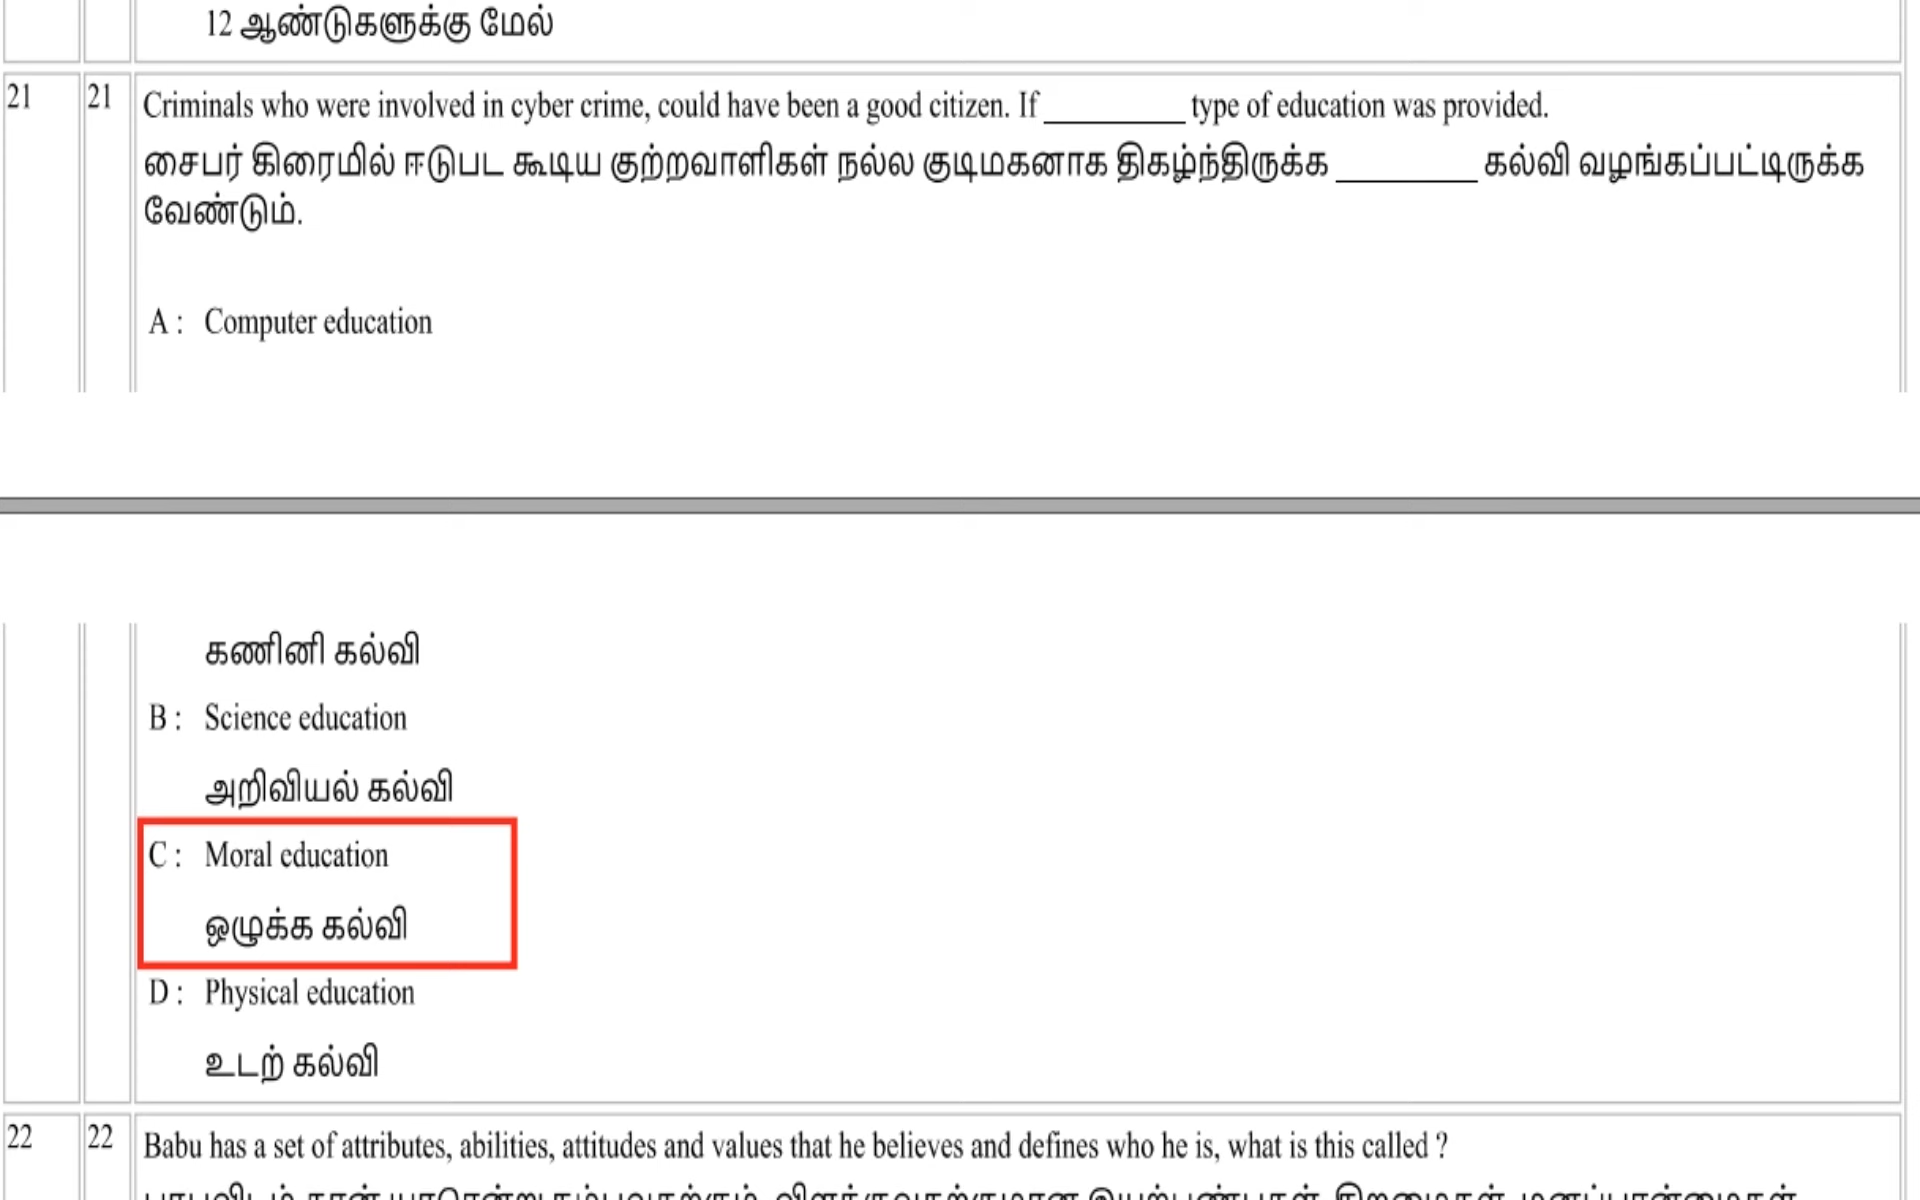 12 ஆண்டுகளுக்கு மேல்
21 21 Criminals who were involved in cyber crime, could have been a good citizen. If __________ type of education was provided.
சைபர் கிரைமில் ஈடுபட கூடிய குற்றவாளிகள் நல்ல குடிமகனாக திகழ்ந்திருக்க __________ கல்வி வழங்கப்பட்டிருக்க
வேண்டும்.
A : Computer education
கணினி கல்வி
B : Science education
அறிவியல் கல்வி
C : Moral education
ஒழுக்க கல்வி
D : Physical education
உடற் கல்வி
22 22 Babu has a set of attributes, abilities, attitudes and values that he believes and defines who he is, what is this called ?